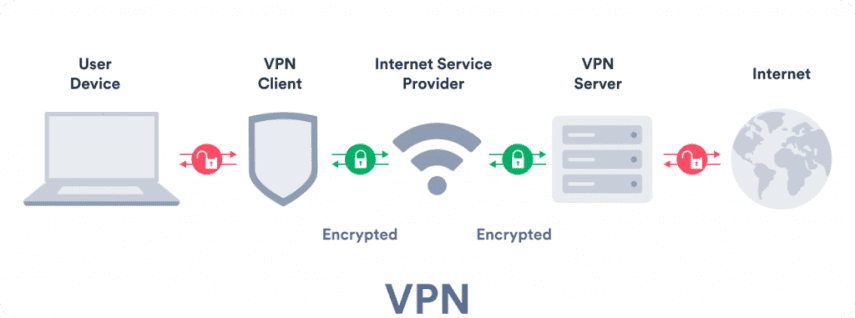 User
Device
VPN
Client
Internet Service
Provider
VPN
Server
Internet
Encrypted
Encrypted
VPN